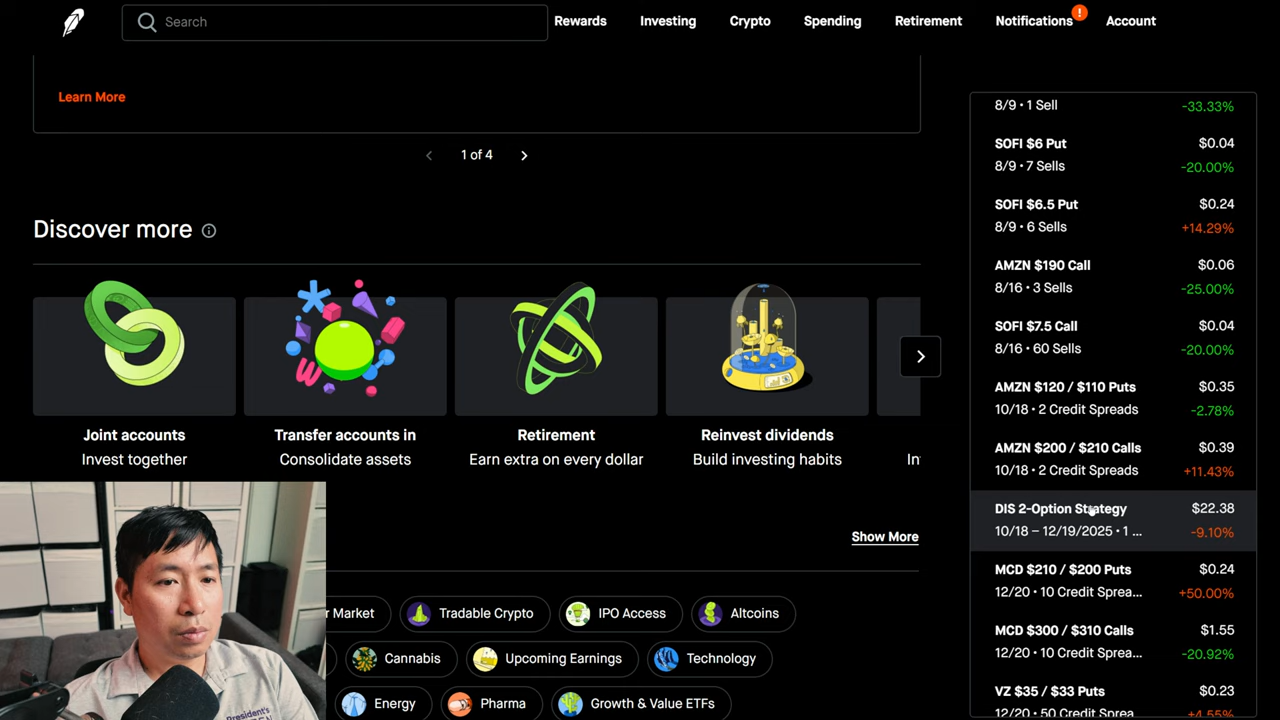 Search
Rewards
Investing
Crypto
Spending
Retirement
Notifications
!
Account
Learn More
1 of 4
Discover more
Joint accounts
Invest together
Transfer accounts in
Consolidate assets
Retirement
Earn extra on every dollar
Reinvest dividends
Build investing habits
Show More
Market
Tradable Crypto
IPO Access
Altcoins
Cannabis
Upcoming Earnings
Technology
Energy
Pharma
Growth & Value ETFs
8/9 • 1 Sell -33.33%
SOFI $6 Put $0.04
8/9 • 7 Sells -20.00%
SOFI $6.5 Put $0.24
8/9 • 6 Sells +14.29%
AMZN $190 Call $0.06
8/16 • 3 Sells -25.00%
SOFI $7.5 Call $0.04
8/16 • 60 Sells -20.00%
AMZN $120 / $110 Puts $0.35
10/18 • 2 Credit Spreads -2.78%
AMZN $200 / $210 Calls $0.39
10/18 • 2 Credit Spreads +11.43%
DIS 2-Option Strategy $22.38
10/18 – 12/19/2025 • 1 ... -9.10%
MCD $210 / $200 Puts $0.24
12/20 • 10 Credit Sprea... +50.00%
MCD $300 / $310 Calls $1.55
12/20 • 10 Credit Sprea... -20.92%
VZ $35 / $33 Puts $0.23
12/20 • 50 Credit Sprea... +4.55%
President's